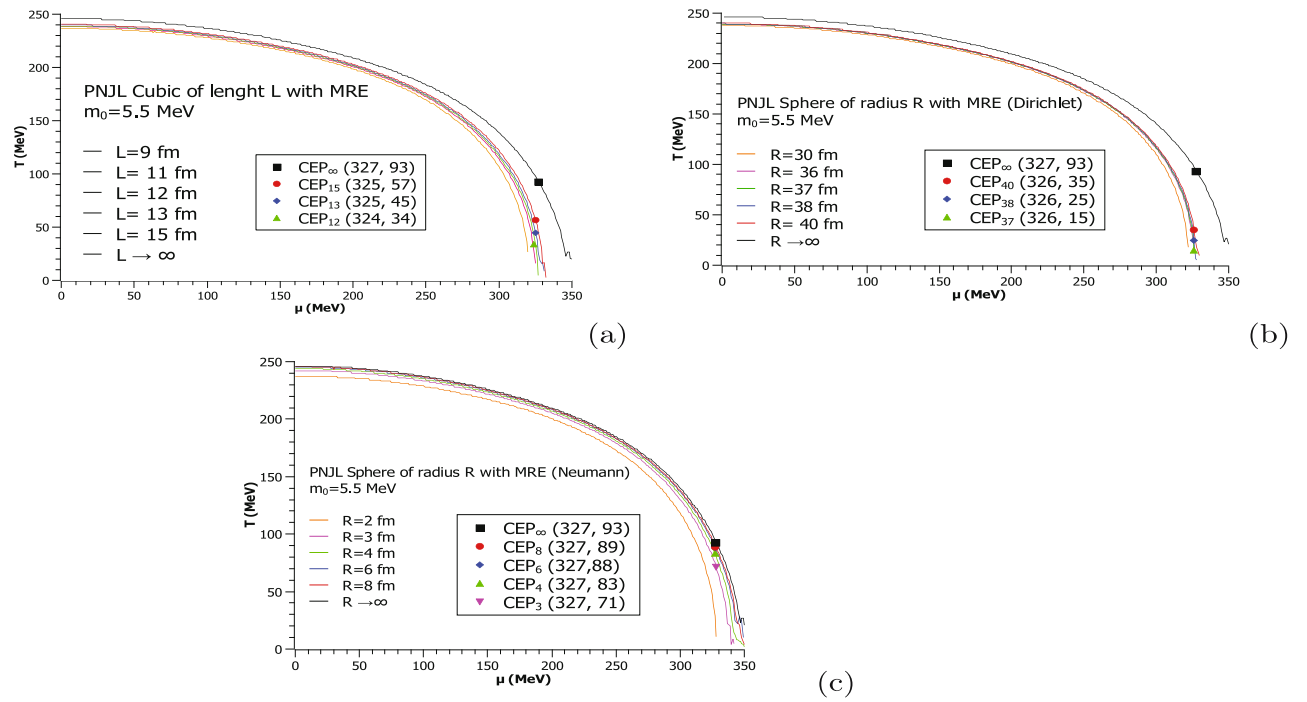 250
200
150
100
50
0
T (MeV)
PNJL Cubic of lenght L with MRE
m₀=5.5 MeV
L=9 fm
L= 11 fm
L= 12 fm
L= 13 fm
L= 15 fm
L → ∞
CEP∞ (327, 93)
CEP₁₅ (325, 57)
CEP₁₃ (325, 45)
CEP₁₂ (324, 34)
0 50 100 150 200 250 300 350
μ (MeV)
(a)
250
200
150
100
50
0
T (MeV)
PNJL Sphere of radius R with MRE (Dirichlet)
m₀=5.5 MeV
R=30 fm
R= 36 fm
R=37 fm
R=38 fm
R= 40 fm
R →∞
CEP∞ (327, 93)
CEP₄₀ (326, 35)
CEP₃₈ (326, 25)
CEP₃₇ (326, 15)
0 50 100 150 200 250 300 350
μ (MeV)
(b)
250
200
150
100
50
0
T (MeV)
PNJL Sphere of radius R with MRE (Neumann)
m₀=5.5 MeV
R=2 fm
R=3 fm
R=4 fm
R=6 fm
R=8 fm
R →∞
CEP∞ (327, 93)
CEP₈ (327, 89)
CEP₆ (327,88)
CEP₄ (327, 83)
CEP₃ (327, 71)
0 50 100 150 200 250 300 350
μ (MeV)
(c)